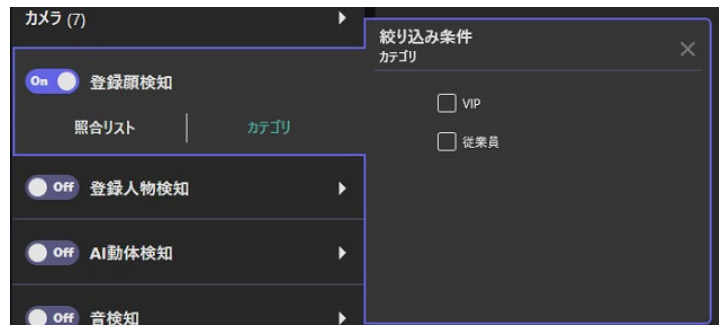 カメラ (7)
On 登録顔検知
照合リスト カテゴリ
Off 登録人物検知
Off AI動体検知
Off 音検知
絞り込み条件
カテゴリ
VIP
従業員